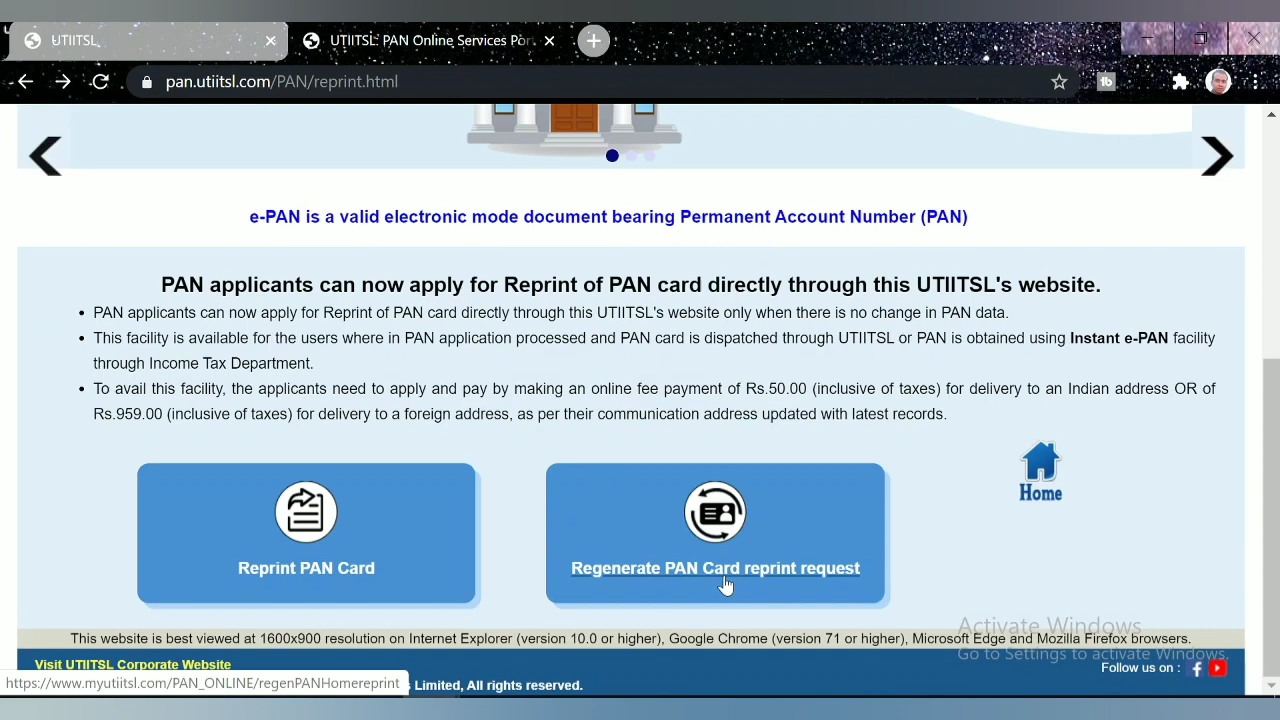 UTIITSL
UTIITSL: PAN Online Services Por
pan.utiitsl.com/PAN/reprint.html
e-PAN is a valid electronic mode document bearing Permanent Account Number (PAN)
PAN applicants can now apply for Reprint of PAN card directly through this UTIITSL's website.
• PAN applicants can now apply for Reprint of PAN card directly through this UTIITSL's website only when there is no change in PAN data.
• This facility is available for the users where in PAN application processed and PAN card is dispatched through UTIITSL or PAN is obtained using Instant e-PAN facility
through Income Tax Department.
• To avail this facility, the applicants need to apply and pay by making an online fee payment of Rs.50.00 (inclusive of taxes) for delivery to an Indian address OR of
Rs.959.00 (inclusive of taxes) for delivery to a foreign address, as per their communication address updated with latest records.
Home
Reprint PAN Card
Regenerate PAN Card reprint request
Activate Windows
Go to Settings to activate Windows.
This website is best viewed at 1600x900 resolution on Internet Explorer (version 10.0 or higher), Google Chrome (version 71 or higher), Microsoft Edge and Mozilla Firefox browsers.
Visit UTIITSL Corporate Website
Follow us on :
https://www.myutiitsl.com/PAN_ONLINE/regenPANHomereprint
Limited, All rights reserved.